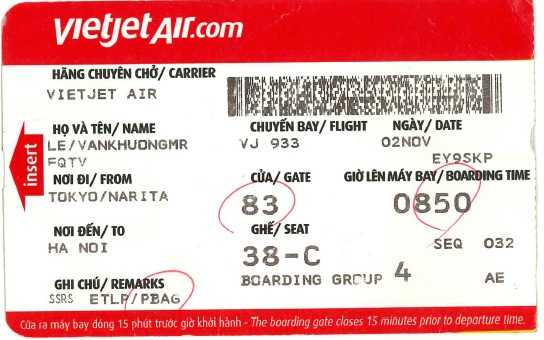 vietjetAir.com
HÃNG CHUYÊN CHỞ/ CARRIER
VIETJET AIR
HỌ VÀ TÊN/ NAME CHUYẾN BAY/ FLIGHT NGÀY/ DATE
LE/VANKHUONGMR VJ 933 02NOV
FQTV EY9SKP
NƠI ĐI/ FROM CỬA/ GATE GIỜ LÊN MÁY BAY/ BOARDING TIME
TOKYO/NARITA 83 0850
NƠI ĐẾN/ TO GHẾ/ SEAT
HA NOI 38-C SEQ 032
GHI CHÚ/ REMARKS BOARDING GROUP 4 AE
SSRS ETLP/PBAG
insert
Cửa ra máy bay đóng 15 phút trước giờ khởi hành - The boarding gate closes 15 minutes prior to departure time.